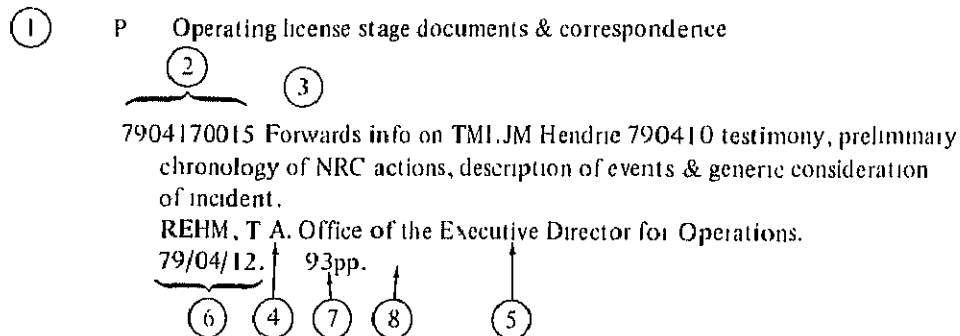 1 P Operating license stage documents & correspondence
2 3
7904170015 Forwards info on TMI.JM Hendrie 790410 testimony, preliminary
chronology of NRC actions, description of events & generic consideration
of incident.
REHM, T A. Office of the Executive Director for Operations.
79/04/12. 93pp.
6 4 7 8 5